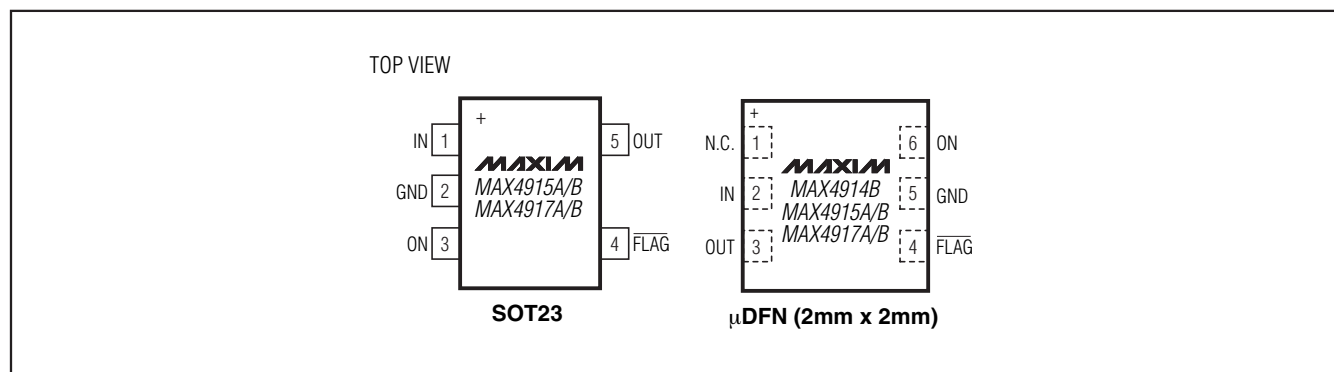 TOP VIEW
+
IN 1
5 OUT
MAXIM
GND 2
MAX4915A/B
MAX4917A/B
ON 3
4 FLAG
SOT23
+
N.C. 1
6 ON
MAXIM
IN 2
MAX4914B
5 GND
MAX4915A/B
OUT 3
MAX4917A/B
4 FLAG
μDFN (2mm x 2mm)